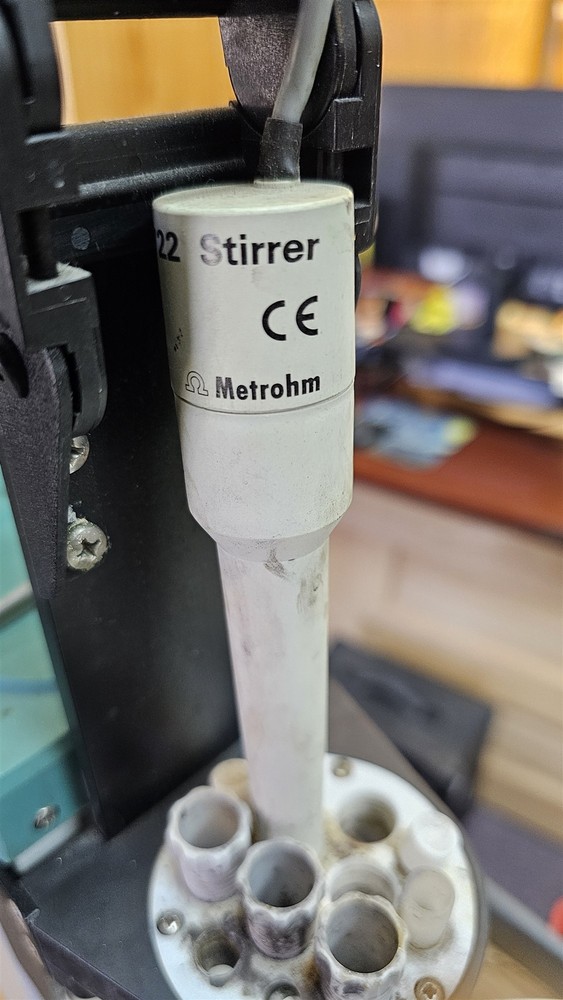 22 Stirrer
CE
Ω Metrohm